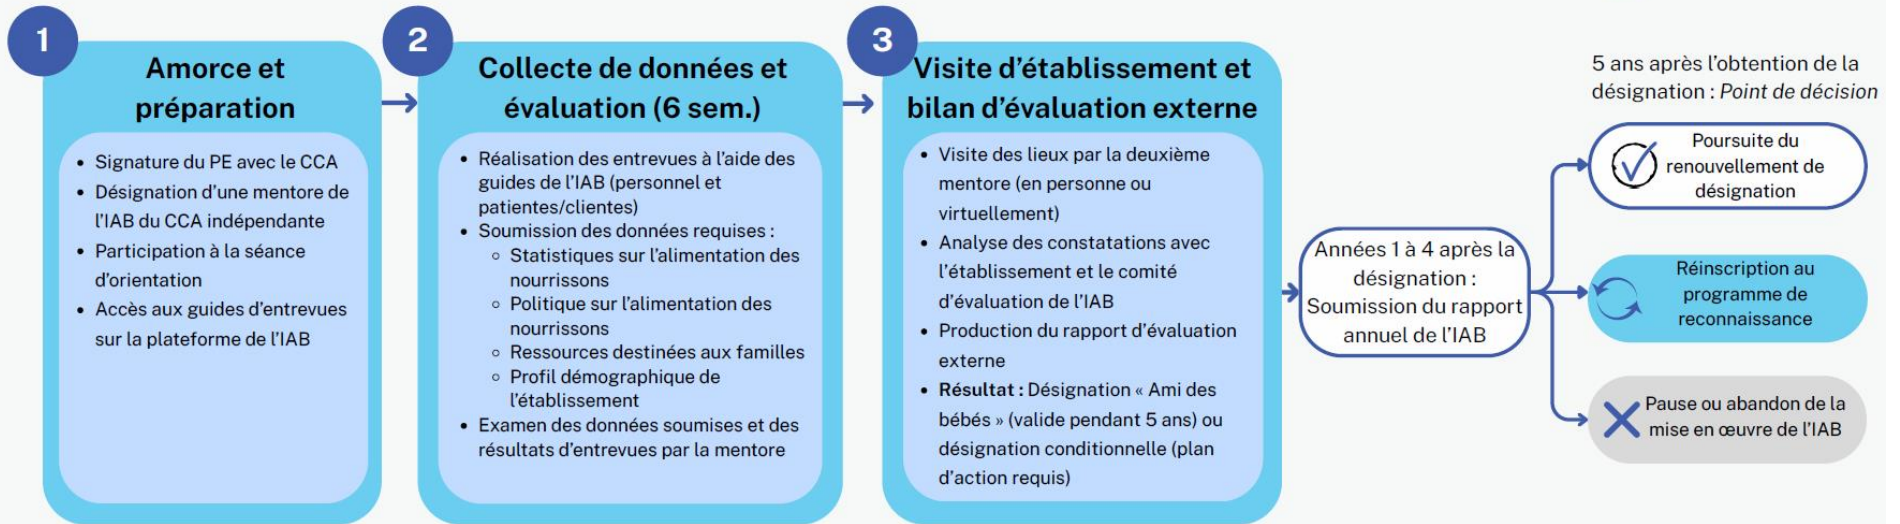 1
Amorce et
préparation
• Signature du PE avec le CCA
• Désignation d’une mentore de
l’IAB du CCA indépendante
• Participation à la séance
d’orientation
• Accès aux guides d’entrevues
sur la plateforme de l’IAB
2
Collecte de données et
évaluation (6 sem.)
• Réalisation des entrevues à l’aide des
guides de l’IAB (personnel et
patientes/clientes)
• Soumission des données requises :
◦ Statistiques sur l’alimentation des
nourrissons
◦ Politique sur l’alimentation des
nourrissons
◦ Ressources destinées aux familles
◦ Profil démographique de
l’établissement
• Examen des données soumises et des
résultats d’entrevues par la mentore
3
Visite d’établissement et
bilan d’évaluation externe
• Visite des lieux par la deuxième
mentore (en personne ou
virtuellement)
• Analyse des constatations avec
l’établissement et le comité
d’évaluation de l’IAB
• Production du rapport d’évaluation
externe
• Résultat : Désignation « Ami des
bébés » (valide pendant 5 ans) ou
désignation conditionnelle (plan
d’action requis)
Années 1 à 4 après la
désignation :
Soumission du rapport
annuel de l’IAB
5 ans après l’obtention de la
désignation : Point de décision
Poursuite du
renouvellement de
désignation
Réinscription au
programme de
reconnaissance
Pause ou abandon de la
mise en œuvre de l’IAB